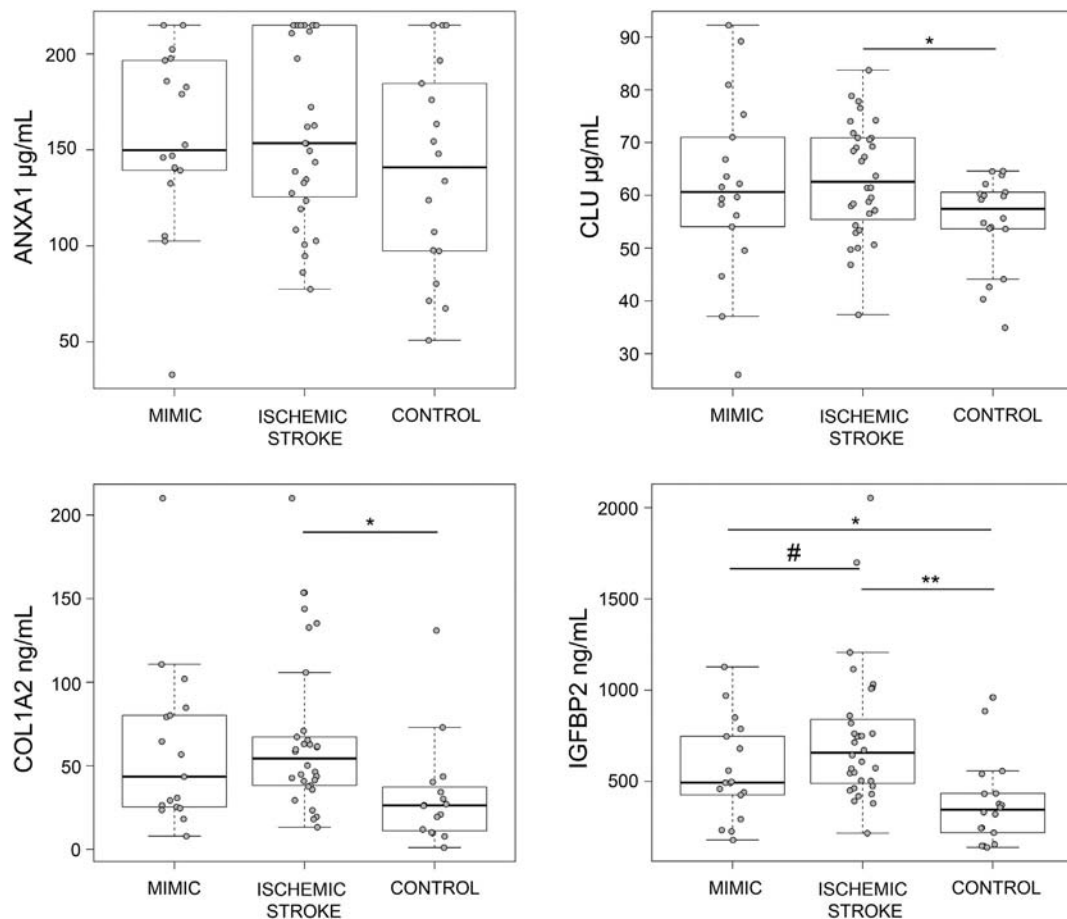 ANXA1 µg/mL
200
150
100
50
MIMIC
ISCHEMIC
STROKE
CONTROL
CLU µg/mL
90
80
70
60
50
40
30
*
MIMIC
ISCHEMIC
STROKE
CONTROL
COL1A2 ng/mL
200
150
100
50
0
*
MIMIC
ISCHEMIC
STROKE
CONTROL
IGFBP2 ng/mL
2000
1500
1000
500
*
#
**
MIMIC
ISCHEMIC
STROKE
CONTROL